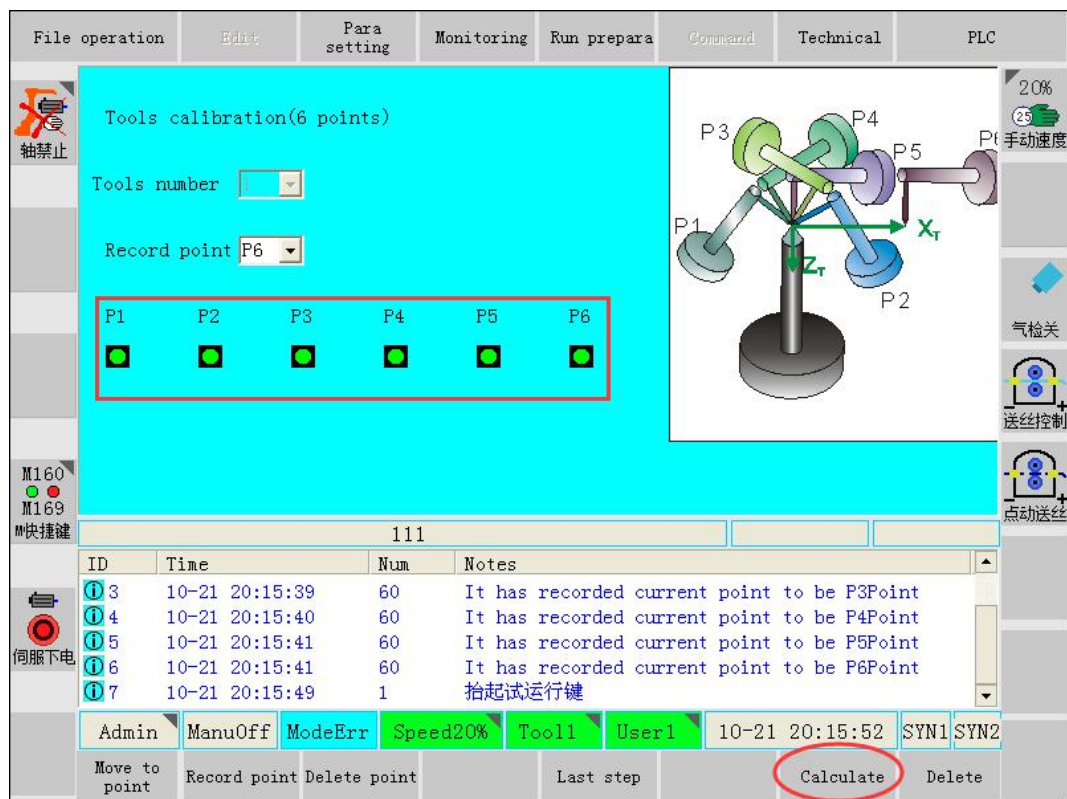 File operation
Edit
Para
setting
Monitoring
Run prepara
Command
Technical
PLC
轴禁止
M160
M169
M快捷键
伺服下电
Tools calibration(6 points)
Tools number 1
Record point P6
P1 P2 P3 P4 P5 P6
P3
P4
P5
P6
P1
XT
ZT
P2
20%
25
手动速度
气检关
送丝控制
点动送丝
111
ID Time Num Notes
3 10-21 20:15:39 60 It has recorded current point to be P3Point
4 10-21 20:15:40 60 It has recorded current point to be P4Point
5 10-21 20:15:41 60 It has recorded current point to be P5Point
6 10-21 20:15:41 60 It has recorded current point to be P6Point
7 10-21 20:15:49 1 抬起试运行键
Admin ManuOff ModeErr Speed20% Tool1 User1 10-21 20:15:52 SYN1 SYN2
Move to
point
Record point
Delete point
Last step
Calculate
Delete